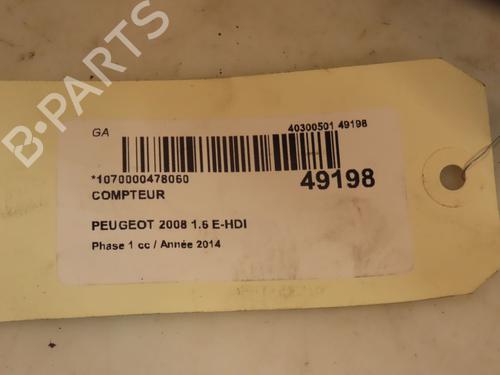 B-PARTS
GA
40300501 49198
*1070000478060
49198
COMPTEUR
PEUGEOT 2008 1.6 E-HDI
Phase 1 cc / Année 2014